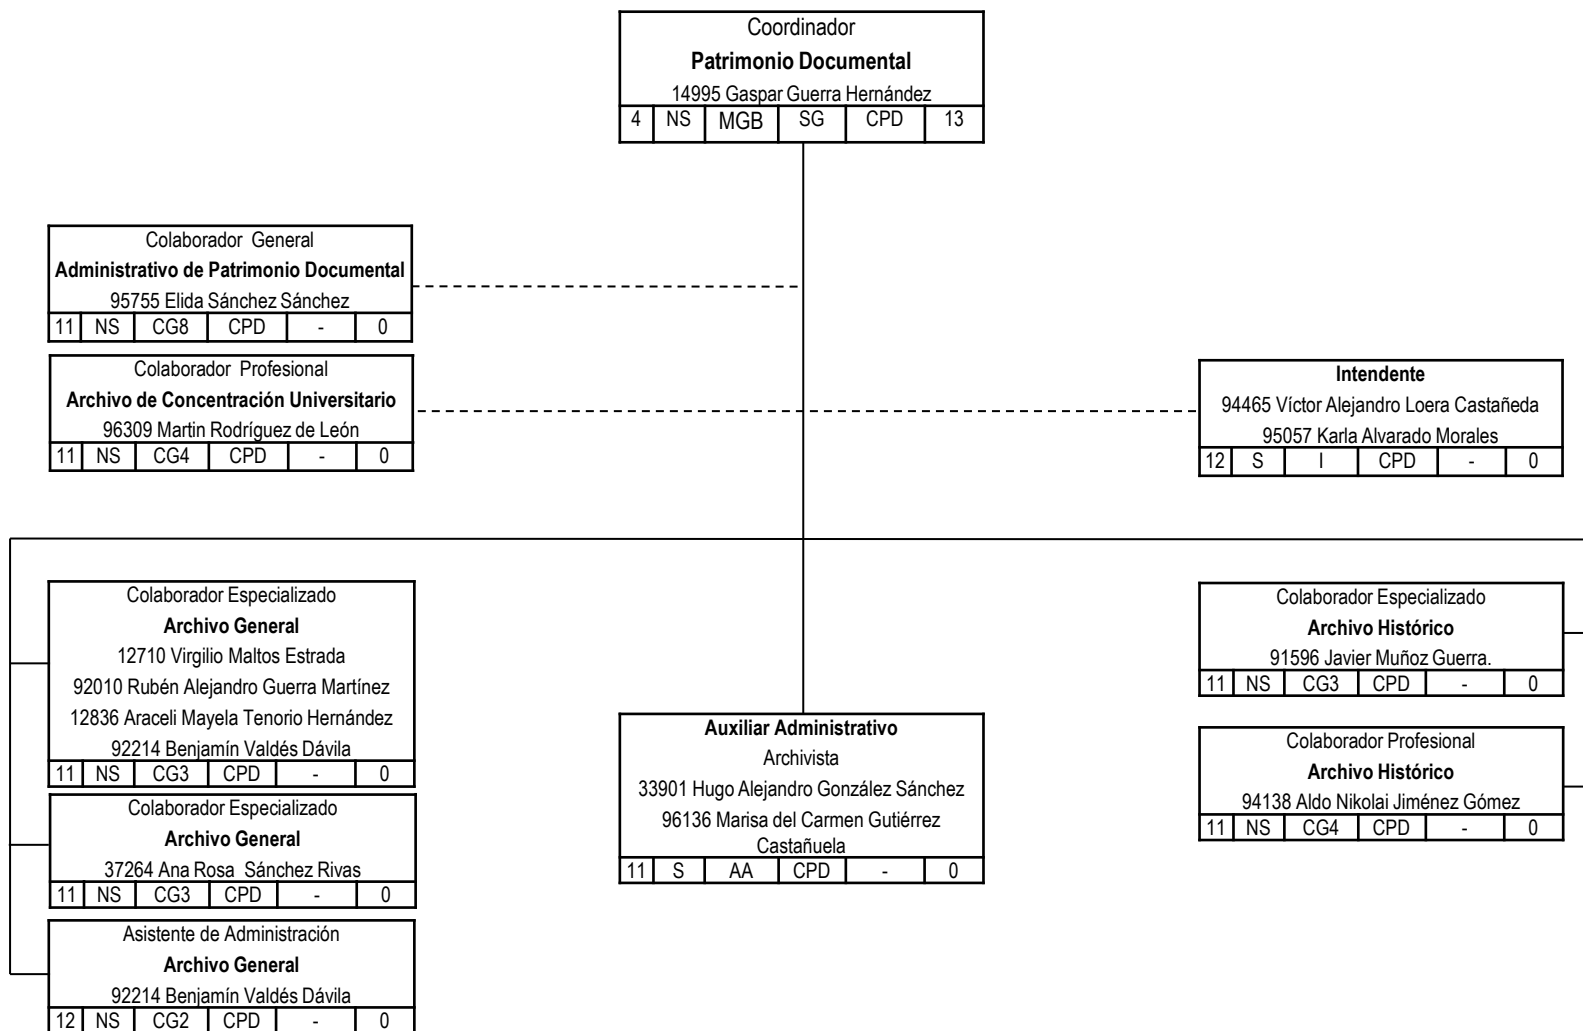 Coordinador
Patrimonio Documental
14995 Gaspar Guerra Hernández
4 NS MGB SG CPD 13
Colaborador General
Administrativo de Patrimonio Documental
95755 Elida Sánchez Sánchez
11 NS CG8 CPD - 0
Colaborador Profesional
Archivo de Concentración Universitario
96309 Martin Rodríguez de León
11 NS CG4 CPD - 0
Intendente
94465 Víctor Alejandro Loera Castañeda
95057 Karla Alvarado Morales
12 S I CPD - 0
Colaborador Especializado
Archivo General
12710 Virgilio Maltos Estrada
92010 Rubén Alejandro Guerra Martínez
12836 Araceli Mayela Tenorio Hernández
92214 Benjamín Valdés Dávila
11 NS CG3 CPD - 0
Colaborador Especializado
Archivo General
37264 Ana Rosa Sánchez Rivas
11 NS CG3 CPD - 0
Asistente de Administración
Archivo General
92214 Benjamín Valdés Dávila
12 NS CG2 CPD - 0
Auxiliar Administrativo
Archivista
33901 Hugo Alejandro González Sánchez
96136 Marisa del Carmen Gutiérrez
Castañuela
11 S AA CPD - 0
Colaborador Especializado
Archivo Histórico
91596 Javier Muñoz Guerra.
11 NS CG3 CPD - 0
Colaborador Profesional
Archivo Histórico
94138 Aldo Nikolai Jiménez Gómez
11 NS CG4 CPD - 0